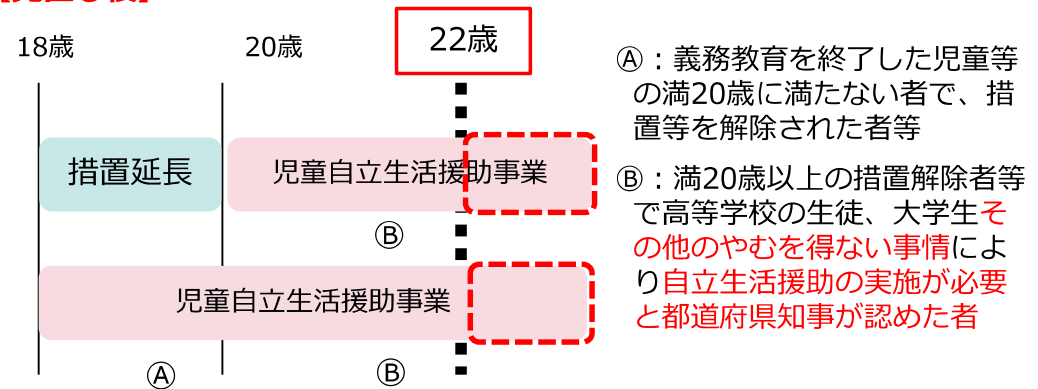 18歳
20歳
22歳
措置延長
児童自立生活援助事業
Ⓑ
児童自立生活援助事業
Ⓐ
Ⓑ
Ⓐ：義務教育を終了した児童等
の満20歳に満たない者で、措
置等を解除された者等
Ⓑ：満20歳以上の措置解除者等
で高等学校の生徒、大学生そ
の他のやむを得ない事情によ
り自立生活援助の実施が必要
と都道府県知事が認めた者